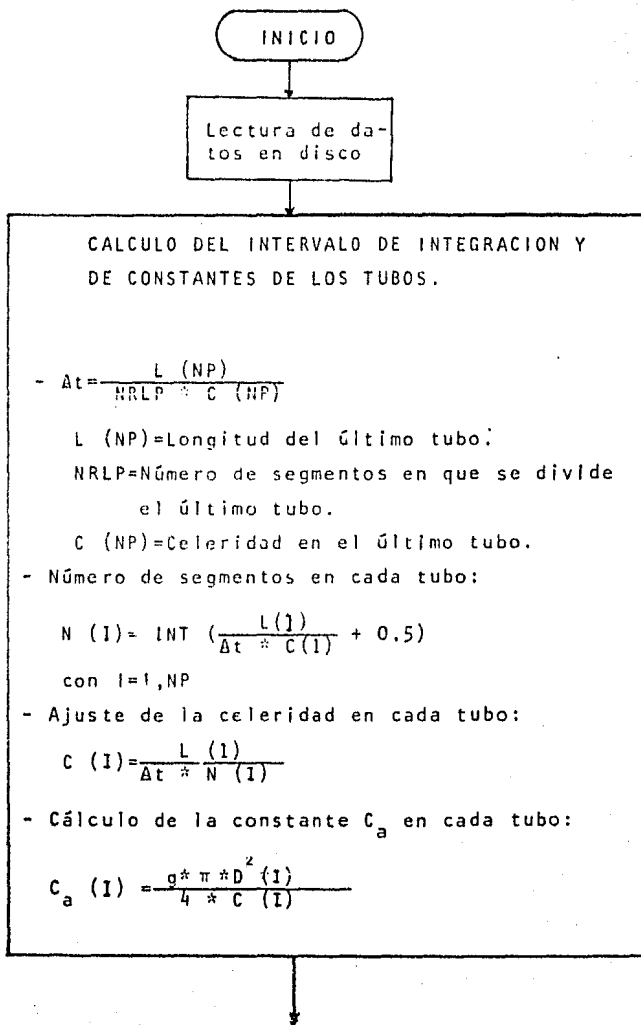 INICIO
Lectura de da-
tos en disco
CALCULO DEL INTERVALO DE INTEGRACION Y
DE CONSTANTES DE LOS TUBOS.
- Δt= L (NP) / NRLP * C (NP)
L (NP)=Longitud del último tubo.
NRLP=Número de segmentos en que se divide
el último tubo.
C (NP)=Celeridad en el último tubo.
- Número de segmentos en cada tubo:
N (I)= INT ( L(I) / Δt * C(I) + 0.5)
con I=1,NP
- Ajuste de la celeridad en cada tubo:
C (I)= L (I) / Δt * N (I)
- Cálculo de la constante C_a en cada tubo:
C_a (I) = g* π *D² (I) / 4 * C (I)